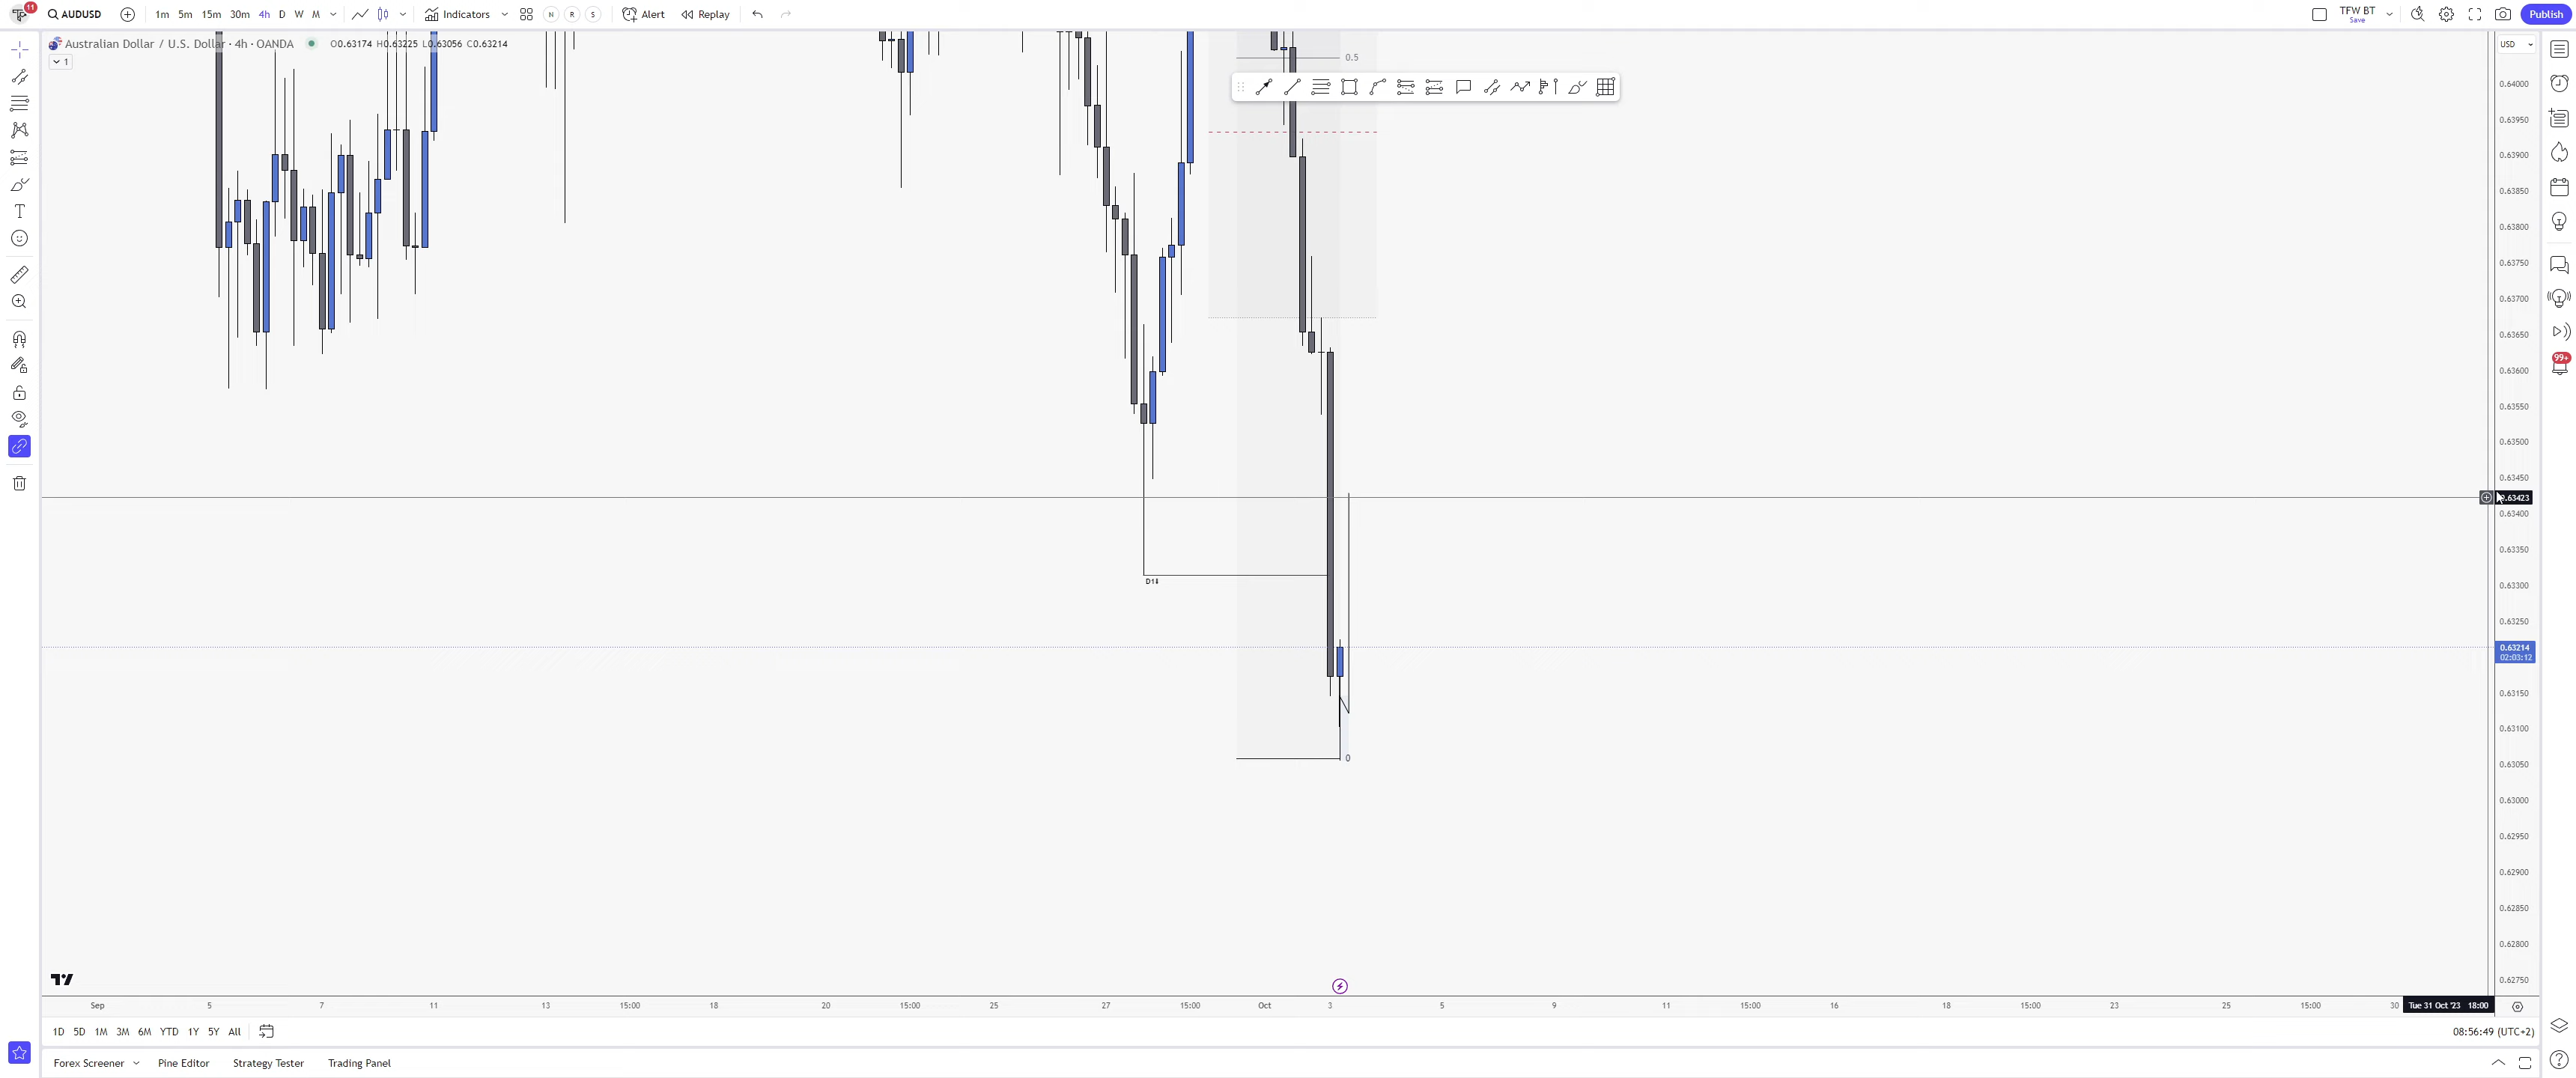 11
AUDUSD
1m 5m 15m 30m 4h D W M
Indicators
N R S
Alert
Replay
TFW BT
Save
Publish
Australian Dollar / U.S. Dollar · 4h · OANDA O0.63174 H0.63225 L0.63056 C0.63214
1
USD
0.5
0.64000
0.63950
0.63900
0.63850
0.63800
0.63750
0.63700
0.63650
0.63600
0.63550
0.63500
0.63450
0.63423
0.63400
0.63350
0.63300
0.63250
0.63214
02:03:12
0.63150
0.63100
0.63050
0.63000
0.62950
0.62900
0.62850
0.62800
0.62750
99+
0
Sep 5 7 11 13 15:00 18 20 15:00 25 27 15:00 Oct 3 5 9 11 15:00 16 18 15:00 23 25 15:00 30 Tue 31 Oct '23 18:00
1D 5D 1M 3M 6M YTD 1Y 5Y All
08:56:49 (UTC+2)
Forex Screener Pine Editor Strategy Tester Trading Panel